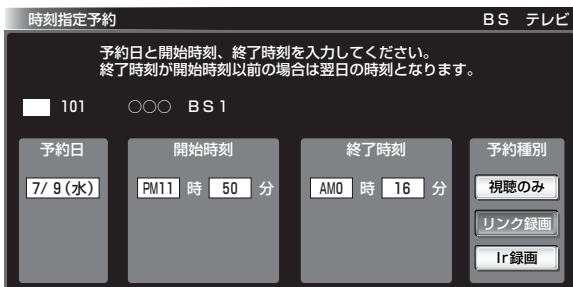 時刻指定予約 BS テレビ
予約日と開始時刻、終了時刻を入力してください。
終了時刻が開始時刻以前の場合は翌日の時刻となります。
101 ○○○ BS1
予約日 開始時刻 終了時刻 予約種別
7/ 9(水) PM11 時 50 分 AM0 時 16 分 視聴のみ
リンク録画
Ir録画